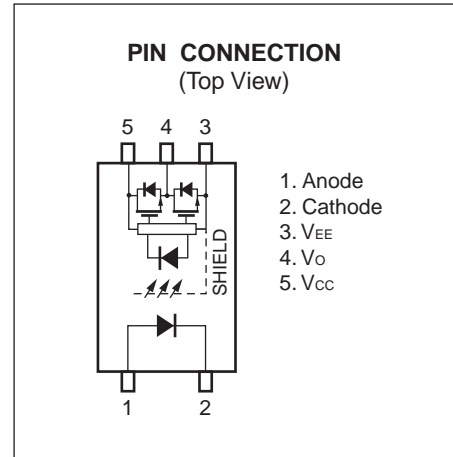 PIN CONNECTION
(Top View)
5 4 3
SHIELD
1 2
1. Anode
2. Cathode
3. VEE
4. VO
5. VCC